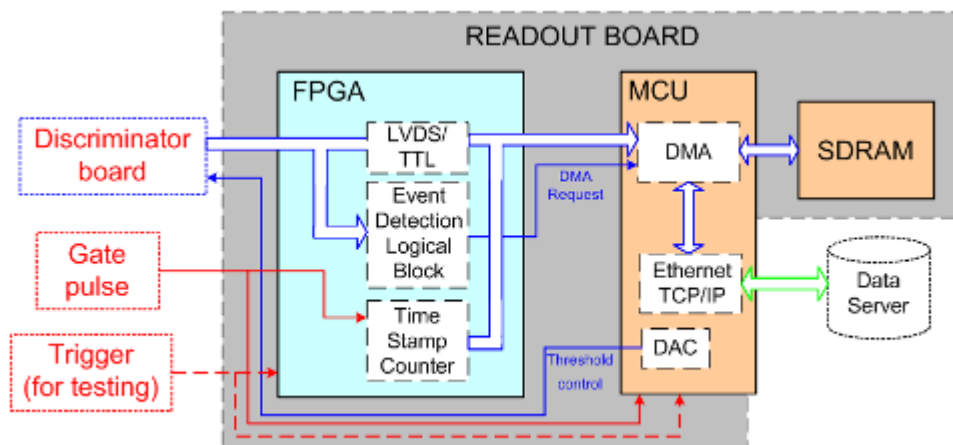 READOUT BOARD
FPGA
MCU
Discriminator
board
LVDS/
TTL
DMA
SDRAM
DMA
Request
Event
Detection
Logical
Block
Gate
pulse
Ethernet
TCP/IP
Data
Server
Time
Stamp
Counter
DAC
Threshold
control
Trigger
(for testing)